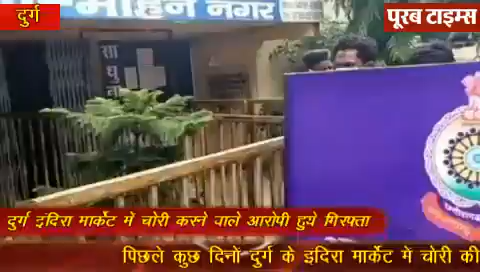 दुर्ग
मोहन नगर
पूरब टाइम्स
दुर्ग इंदिरा मार्केट में चोरी करने वाले आरोपी हुये गिरफ्ता
पिछले कुछ दिनों दुर्ग के इंदिरा मार्केट में चोरी की